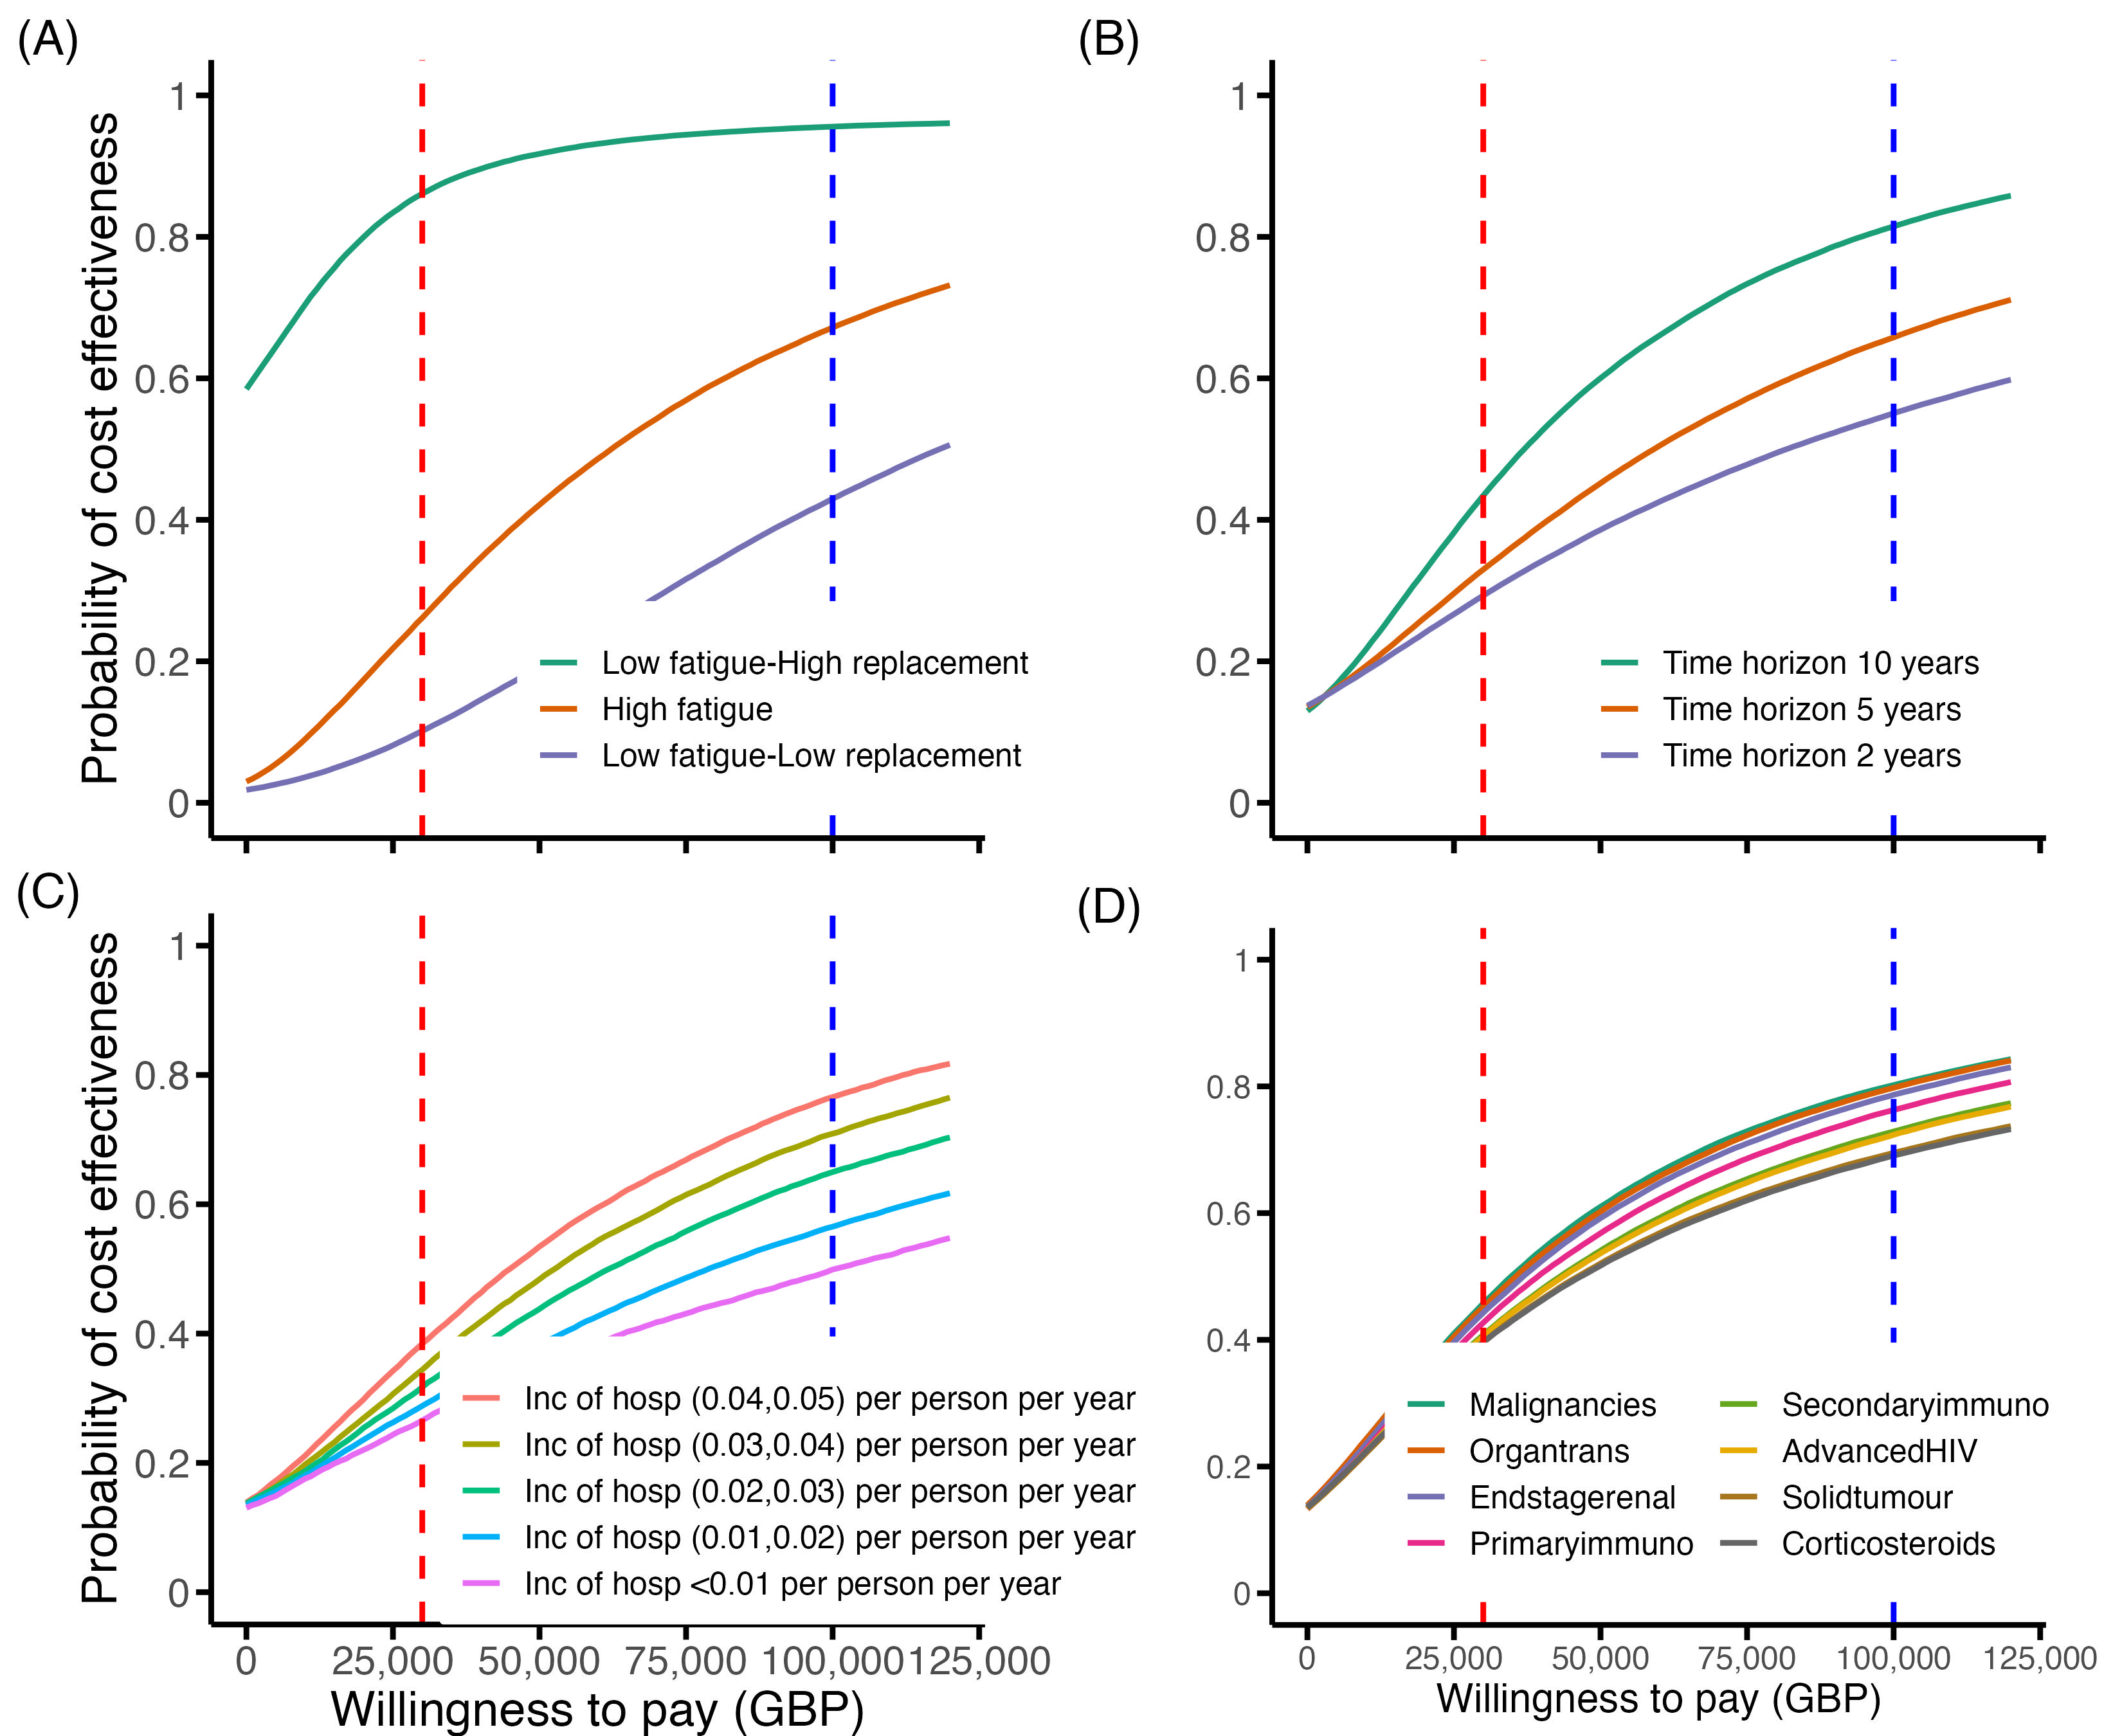 (A)
Probability of cost effectiveness
1
0.8
0.6
0.4
0.2
0
Low fatigue-High replacement
High fatigue
Low fatigue-Low replacement
(B)
1
0.8
0.6
0.4
0.2
0
Time horizon 10 years
Time horizon 5 years
Time horizon 2 years
(C)
Probability of cost effectiveness
1
0.8
0.6
0.4
0.2
0
Inc of hosp (0.04,0.05) per person per year
Inc of hosp (0.03,0.04) per person per year
Inc of hosp (0.02,0.03) per person per year
Inc of hosp (0.01,0.02) per person per year
Inc of hosp <0.01 per person per year
0 25,000 50,000 75,000 100,000 125,000
Willingness to pay (GBP)
(D)
1
0.8
0.6
0.4
0.2
0
Malignancies
Organtrans
Endstagerenal
Primaryimmuno
Secondaryimmuno
AdvancedHIV
Solidtumour
Corticosteroids
0 25,000 50,000 75,000 100,000 125,000
Willingness to pay (GBP)